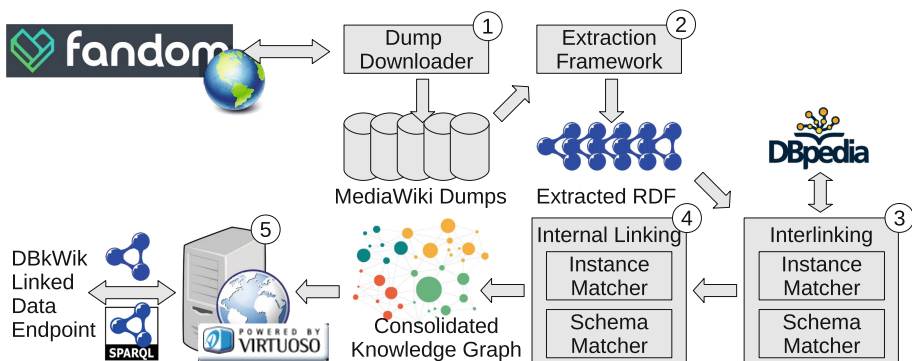 fandom
Dump
Downloader
1
Extraction
Framework
2
MediaWiki Dumps
Extracted RDF
DBpedia
Interlinking
3
Instance
Matcher
Schema
Matcher
Internal Linking
4
Instance
Matcher
Schema
Matcher
Consolidated
Knowledge Graph
5
POWERED BY
VIRTUOSO
DBkWik
Linked
Data
Endpoint
SPARQL